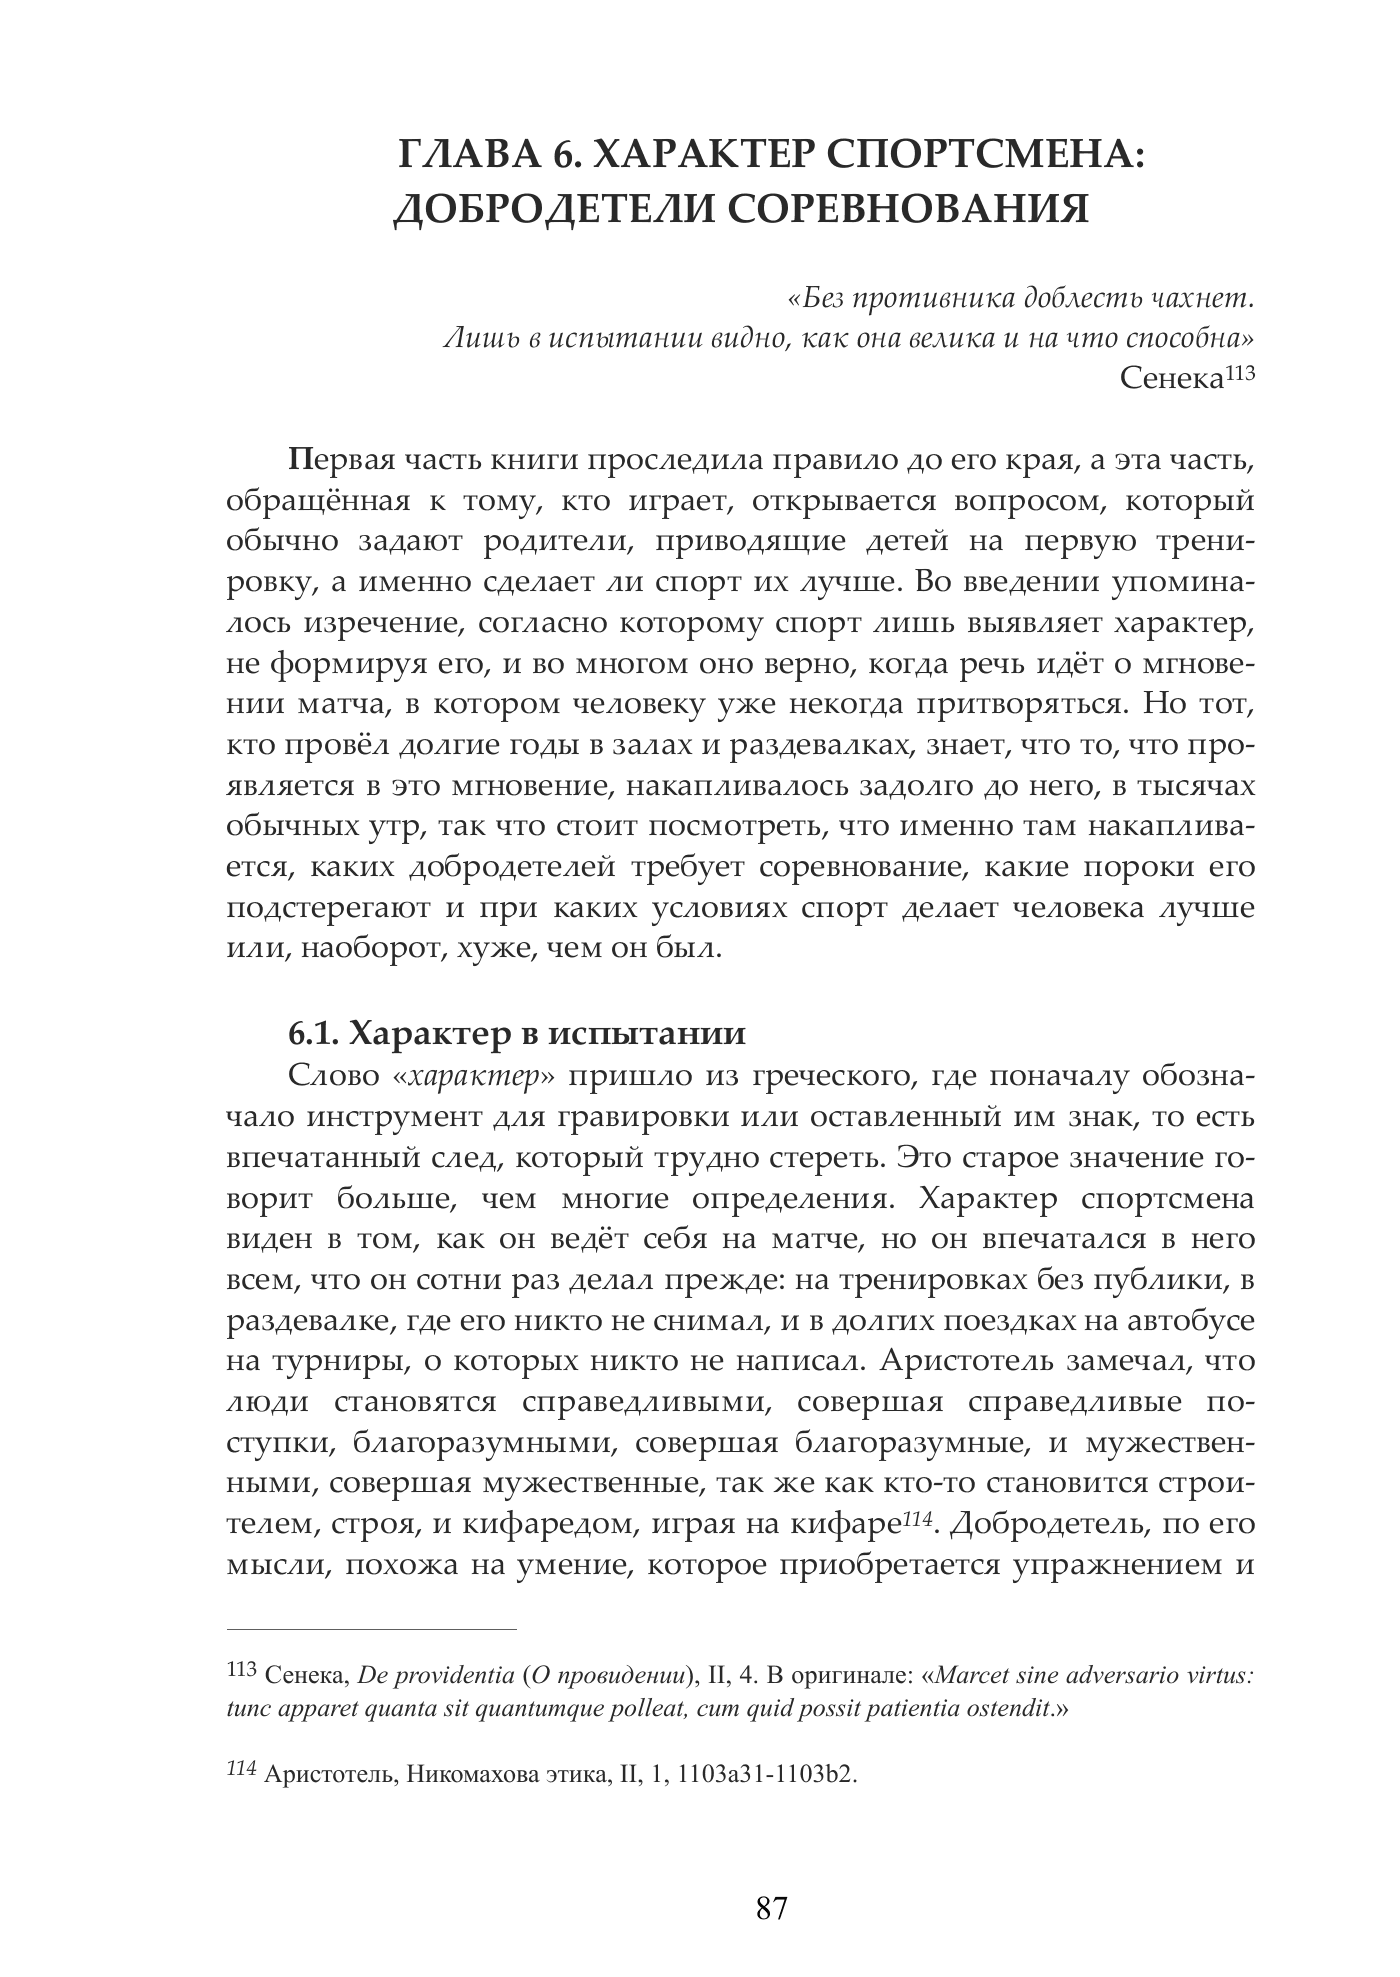 ГЛАВА 6. ХАРАКТЕР СПОРТСМЕНА:
ДОБРОДЕТЕЛИ СОРЕВНОВАНИЯ
«Без противника доблесть чахнет.
Лишь в испытании видно, как она велика и на что способна»
Сенека113
Первая часть книги проследила правило до его края, а эта часть,
обращённая к тому, кто играет, открывается вопросом, который
обычно задают родители, приводящие детей на первую трени-
ровку, а именно сделает ли спорт их лучше. Во введении упомина-
лось изречение, согласно которому спорт лишь выявляет характер,
не формируя его, и во многом оно верно, когда речь идёт о мгнове-
нии матча, в котором человеку уже некогда притворяться. Но тот,
кто провёл долгие годы в залах и раздевалках, знает, что то, что про-
является в это мгновение, накапливалось задолго до него, в тысячах
обычных утр, так что стоит посмотреть, что именно там накаплива-
ется, каких добродетелей требует соревнование, какие пороки его
подстерегают и при каких условиях спорт делает человека лучше
или, наоборот, хуже, чем он был.
6.1. Характер в испытании
Слово «характер» пришло из греческого, где поначалу обозна-
чало инструмент для гравировки или оставленный им знак, то есть
впечатанный след, который трудно стереть. Это старое значение го-
ворит больше, чем многие определения. Характер спортсмена
виден в том, как он ведёт себя на матче, но он впечатался в него
всем, что он сотни раз делал прежде: на тренировках без публики, в
раздевалке, где его никто не снимал, и в долгих поездках на автобусе
на турниры, о которых никто не написал. Аристотель замечал, что
люди становятся справедливыми, совершая справедливые по-
ступки, благоразумными, совершая благоразумные, и мужествен-
ными, совершая мужественные, так же как кто-то становится строи-
телем, строя, и кифаредом, играя на кифаре114. Добродетель, по его
мысли, похожа на умение, которое приобретается упражнением и
113 Сенека, De providentia (О провидении), II, 4. В оригинале: «Marcet sine adversario virtus:
tunc apparet quanta sit quantumque polleat, cum quid possit patientia ostendit.»
114 Аристотель, Никомахова этика, II, 1, 1103a31-1103b2.
87